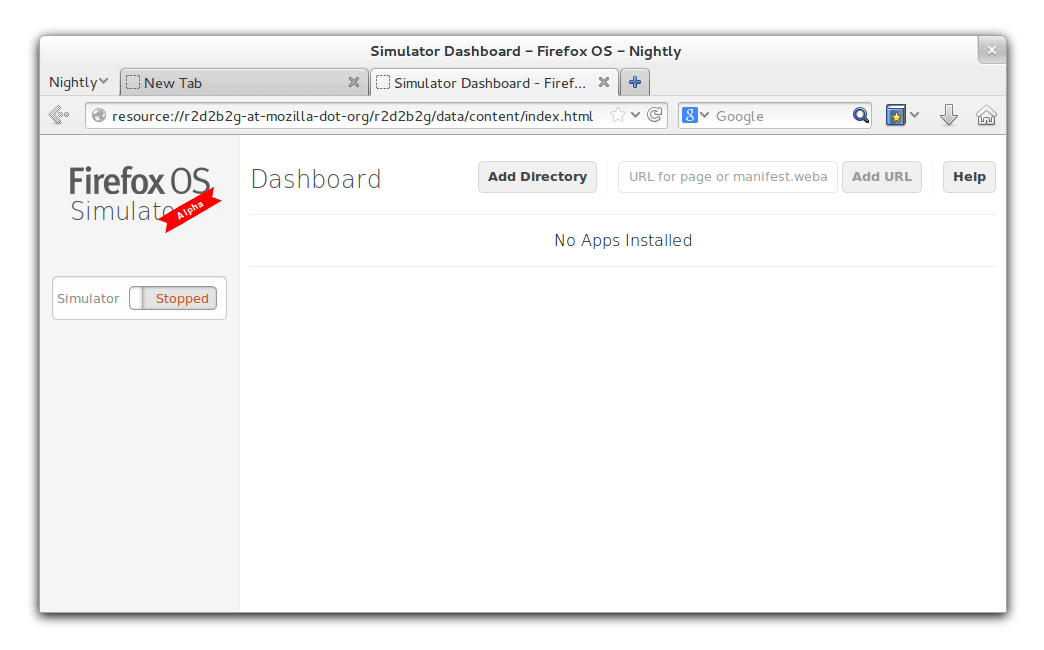 Simulator Dashboard – Firefox OS – Nightly
Nightly
New Tab
Simulator Dashboard - Firef...
resource://r2d2b2g-at-mozilla-dot-org/r2d2b2g/data/content/index.html
8
Google
Firefox OS
Simulato
Alpha
Dashboard
Add Directory
URL for page or manifest.weba
Add URL
Help
No Apps Installed
Simulator
Stopped